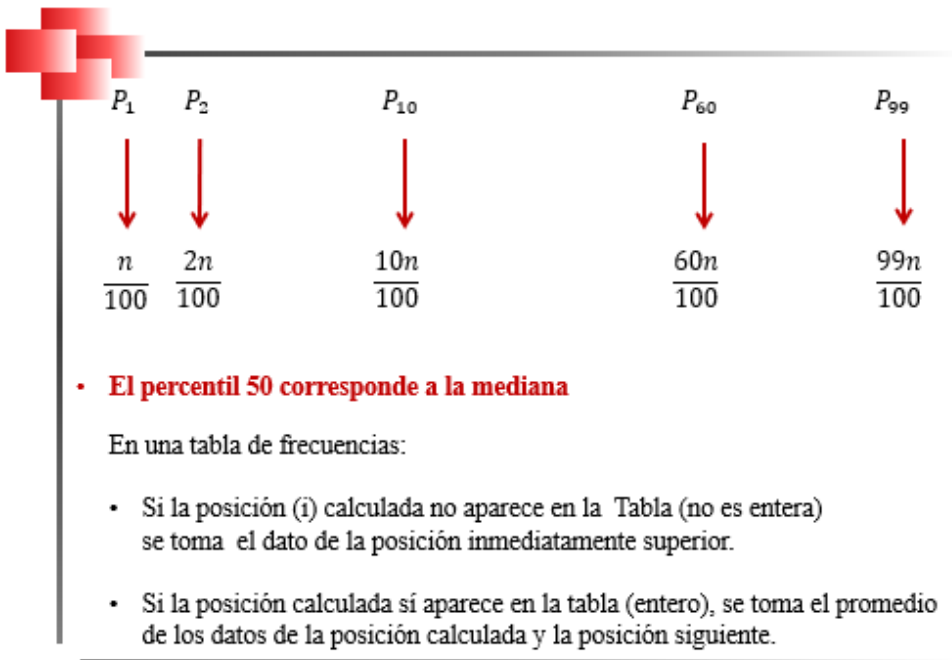 P₁ P₂ P₁₀ P₆₀ P₉₉
n/100 2n/100 10n/100 60n/100 99n/100
• El percentil 50 corresponde a la mediana
En una tabla de frecuencias:
• Si la posición (i) calculada no aparece en la Tabla (no es entera)
se toma el dato de la posición inmediatamente superior.
• Si la posición calculada sí aparece en la tabla (entero), se toma el promedio
de los datos de la posición calculada y la posición siguiente.